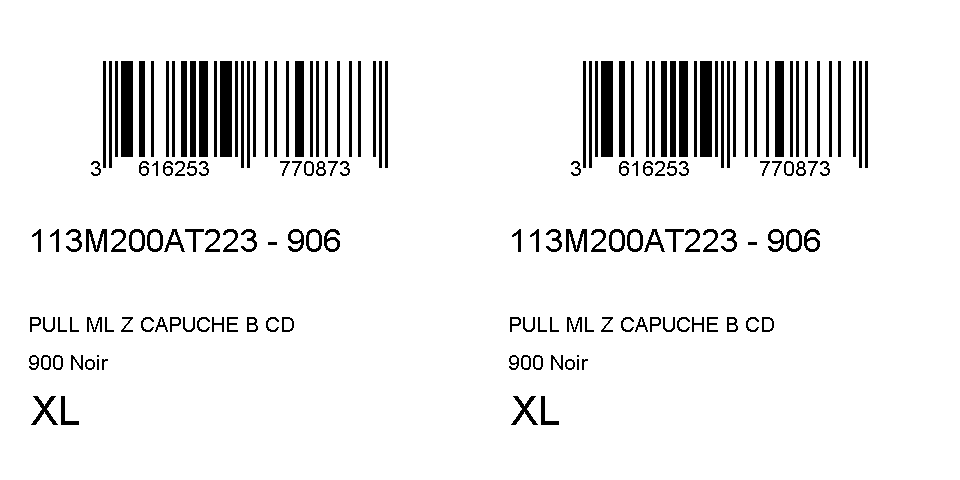 3 616253 770873
113M200AT223 - 906
PULL ML Z CAPUCHE B CD
900 Noir
XL
3 616253 770873
113M200AT223 - 906
PULL ML Z CAPUCHE B CD
900 Noir
XL